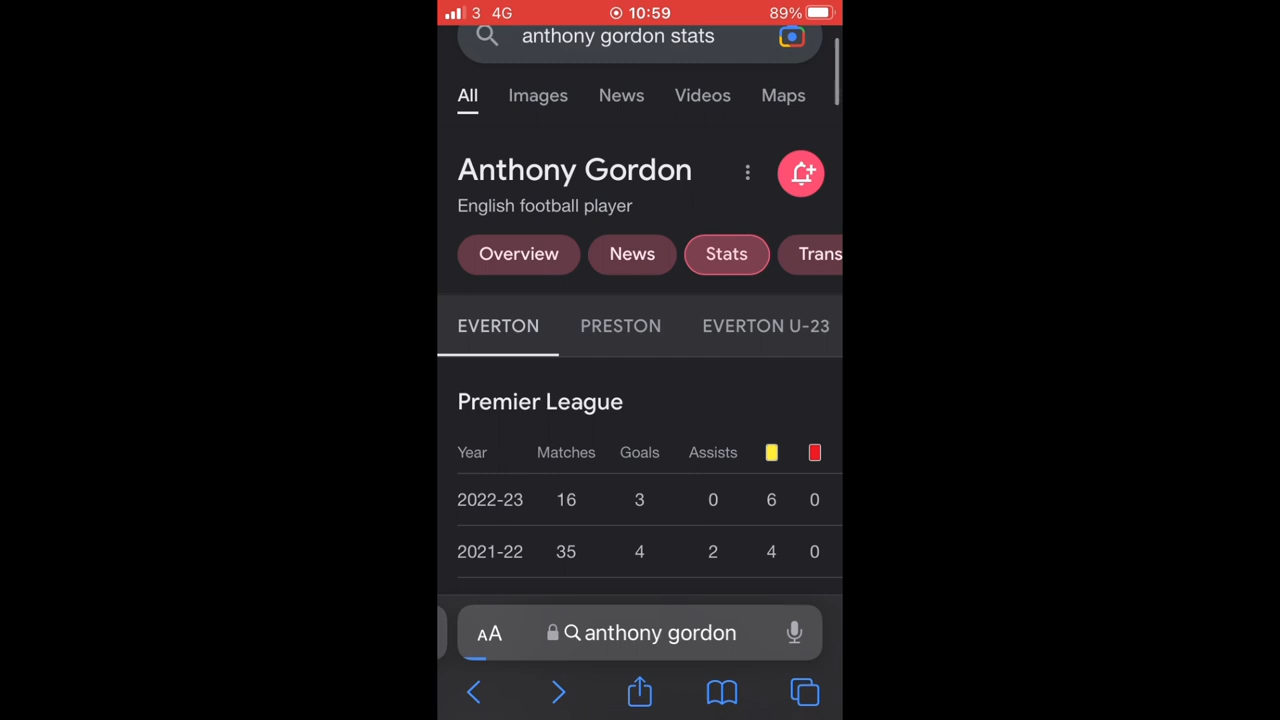 3 4G 10:59 89%
anthony gordon stats
All Images News Videos Maps
Anthony Gordon
English football player
Overview News Stats Trans
EVERTON PRESTON EVERTON U-23
Premier League
Year Matches Goals Assists
2022-23 16 3 0 6 0
2021-22 35 4 2 4 0
AA anthony gordon